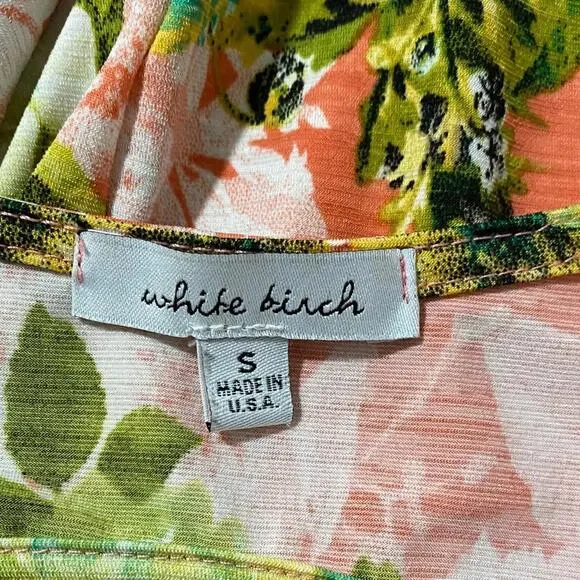 white birch
S
MADE IN
U.S.A.